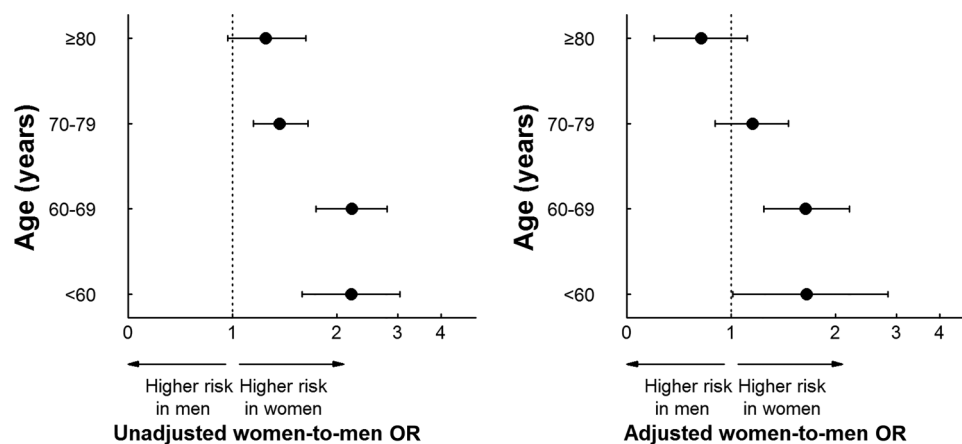 Age (years)
≥80
70-79
60-69
<60
0 1 2 3 4
Higher risk
in men
Higher risk
in women
Unadjusted women-to-men OR
Age (years)
≥80
70-79
60-69
<60
0 1 2 3 4
Higher risk
in men
Higher risk
in women
Adjusted women-to-men OR